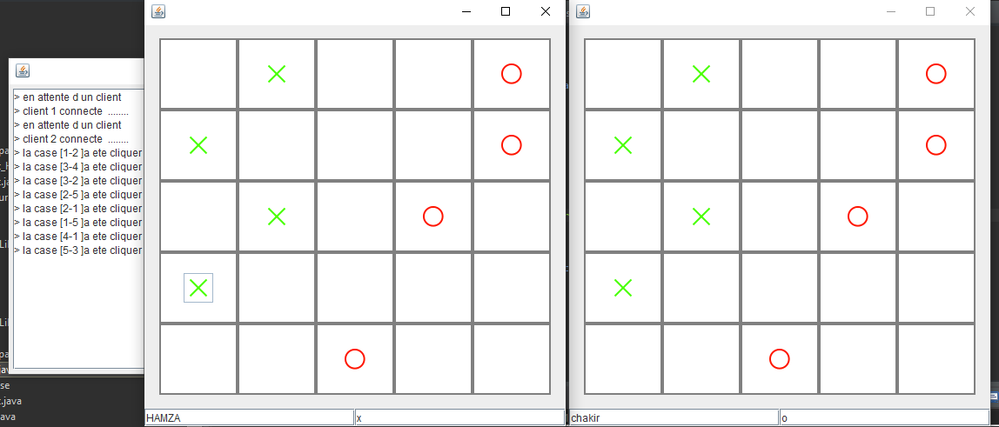 > en attente d un client
> client 1 connecte ........
> en attente d un client
> client 2 connecte ........
> la case [1-2 ]a ete cliquer
> la case [3-4 ]a ete cliquer
> la case [3-2 ]a ete cliquer
> la case [2-5 ]a ete cliquer
> la case [2-1 ]a ete cliquer
> la case [1-5 ]a ete cliquer
> la case [4-1 ]a ete cliquer
> la case [5-3 ]a ete cliquer
.java
HAMZA
x
chakir
o